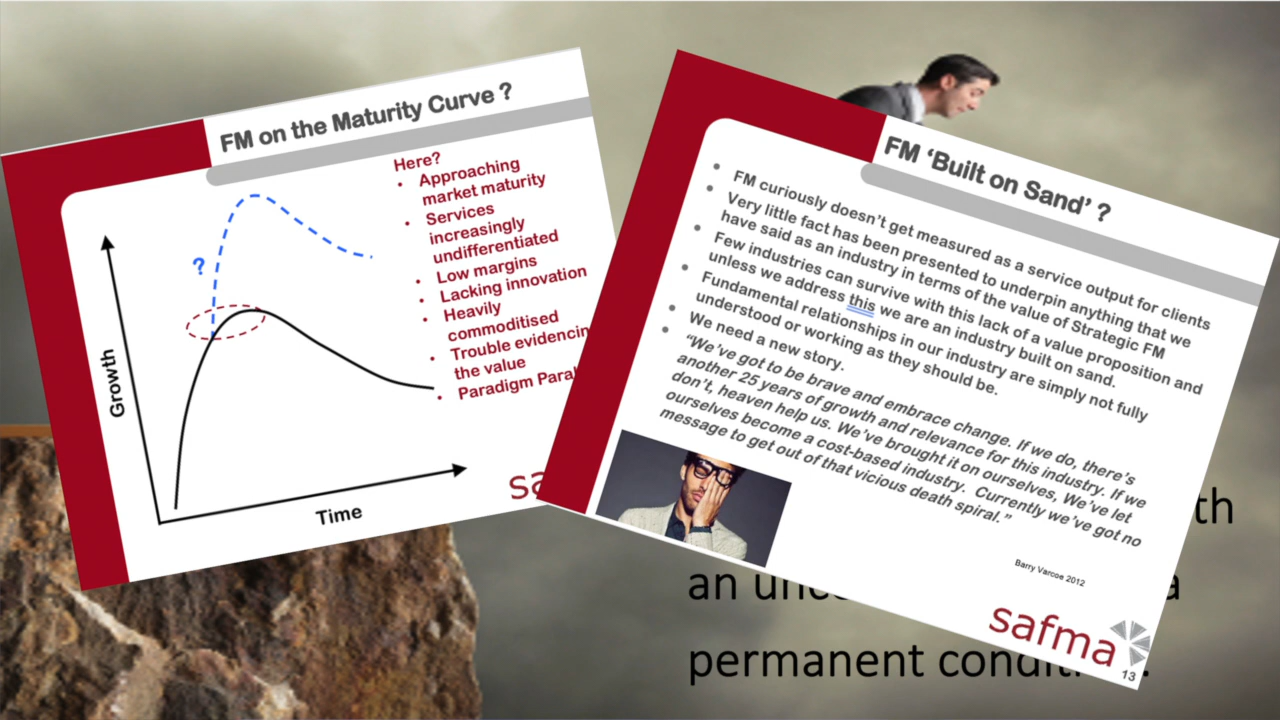 FM on the Maturity Curve ?
Here?
• Approaching
market maturity
• Services
increasingly
undifferentiated
• Low margins
• Lacking innovation
• Heavily
commoditised
• Trouble
the value
• Paradigm
?
Growth
Time
FM ‘Built on Sand’ ?
• FM curiously doesn’t get measured as a service output for clients
• Very little fact has been presented to underpin anything that we
have said as an industry in terms of the value of Strategic FM
• Few industries can survive with this lack of a value proposition and
unless we address this we are an industry built on sand.
• Fundamental relationships in our industry are simply not fully
understood or working as they should be.
• We need a new story.
• “We’ve got to be brave and embrace change. If we do, there’s
another 25 years of growth and relevance for this industry. If we
don’t, heaven help us. We’ve brought it on ourselves, We’ve let
ourselves become a cost-based industry. Currently we’ve got no
message to get out of that vicious death spiral.”
Barry Varcoe 2012
safma
13
an
a
permanent